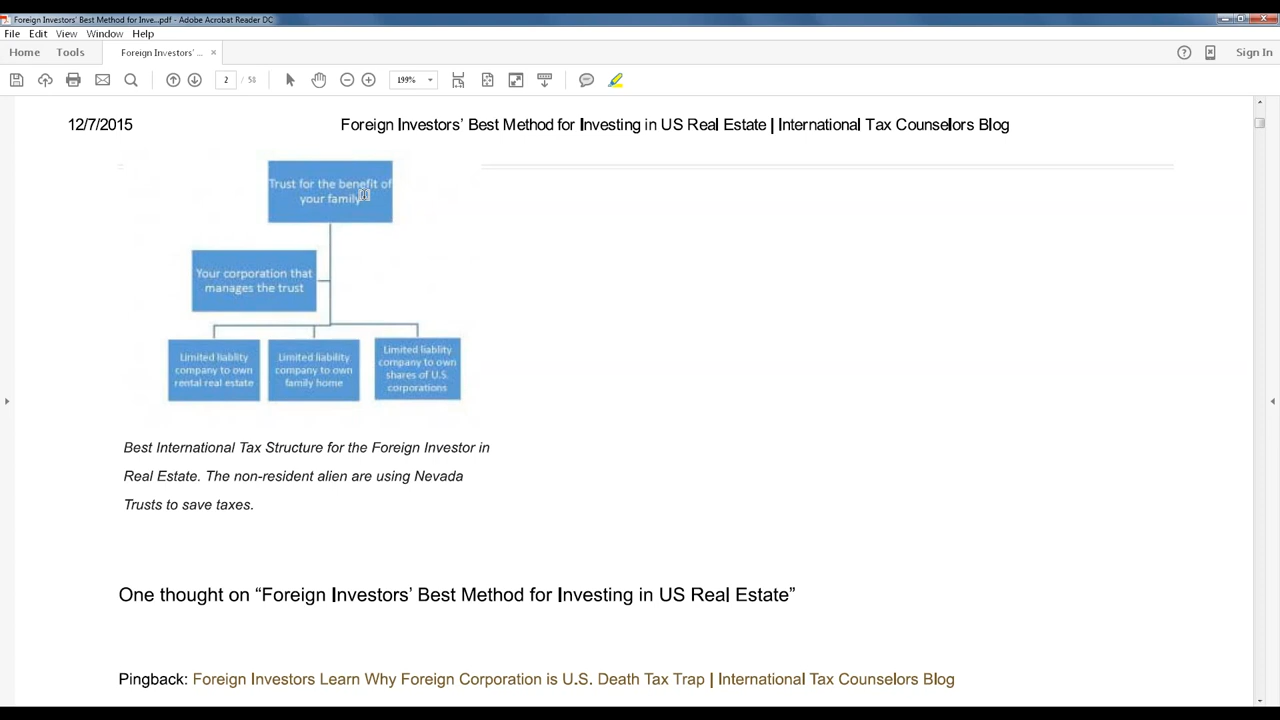 Foreign Investors' Best Method for Inve...pdf - Adobe Acrobat Reader DC
File Edit View Window Help
Home Tools Foreign Investors' ... × Sign In
2 / 58 199%
12/7/2015 Foreign Investors’ Best Method for Investing in US Real Estate | International Tax Counselors Blog
Trust for the benefit of
your family
Your corporation that
manages the trust
Limited liablity
company to own
rental real estate
Limited liability
company to own
family home
Limited liablity
company to own
shares of U.S.
corporations
Best International Tax Structure for the Foreign Investor in
Real Estate. The non-resident alien are using Nevada
Trusts to save taxes.
One thought on “Foreign Investors’ Best Method for Investing in US Real Estate”
Pingback: Foreign Investors Learn Why Foreign Corporation is U.S. Death Tax Trap | International Tax Counselors Blog